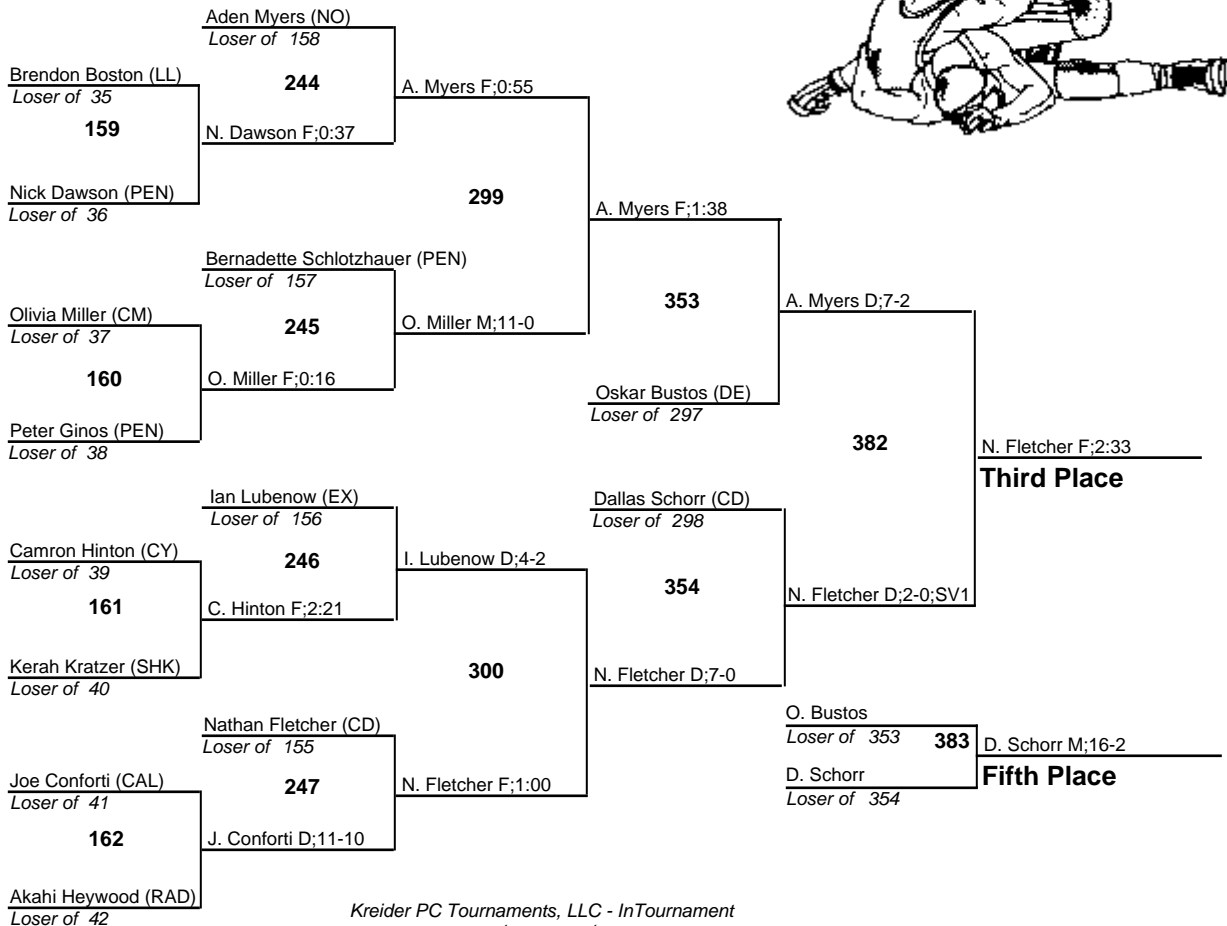 Aden Myers (NO)
Loser of 158
Brendon Boston (LL)
Loser of 35
244
A. Myers F;0:55
159
N. Dawson F;0:37
Nick Dawson (PEN)
Loser of 36
299
A. Myers F;1:38
Bernadette Schlotzhauer (PEN)
Loser of 157
353
A. Myers D;7-2
Olivia Miller (CM)
Loser of 37
245
O. Miller M;11-0
160
O. Miller F;0:16
Oskar Bustos (DE)
Loser of 297
Peter Ginos (PEN)
Loser of 38
382
N. Fletcher F;2:33
Third Place
Ian Lubenow (EX)
Loser of 156
Dallas Schorr (CD)
Loser of 298
Camron Hinton (CY)
Loser of 39
246
I. Lubenow D;4-2
354
161
C. Hinton F;2:21
N. Fletcher D;2-0;SV1
Kerah Kratzer (SHK)
Loser of 40
300
N. Fletcher D;7-0
Nathan Fletcher (CD)
Loser of 155
O. Bustos
Loser of 353
383
D. Schorr M;16-2
Fifth Place
Joe Conforti (CAL)
Loser of 41
247
N. Fletcher F;1:00
D. Schorr
Loser of 354
162
J. Conforti D;11-10
Akahi Heywood (RAD)
Loser of 42
Kreider PC Tournaments, LLC - InTournament